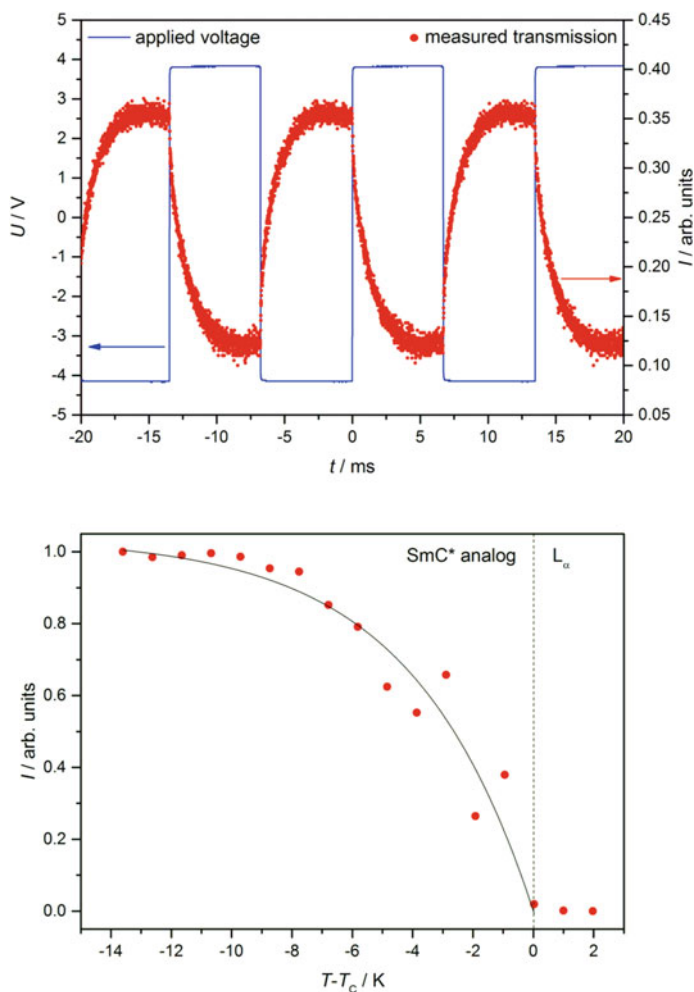 applied voltage
measured transmission
5
4
3
2
1
0
-1
-2
-3
-4
-5
U / V
0.45
0.40
0.35
0.30
0.25
0.20
0.15
0.10
0.05
I / arb. units
-20 -15 -10 -5 0 5 10 15 20
t / ms
SmC* analog Lα
1.0
0.8
0.6
0.4
0.2
0.0
I / arb. units
-14 -12 -10 -8 -6 -4 -2 0 2
T-TC / K